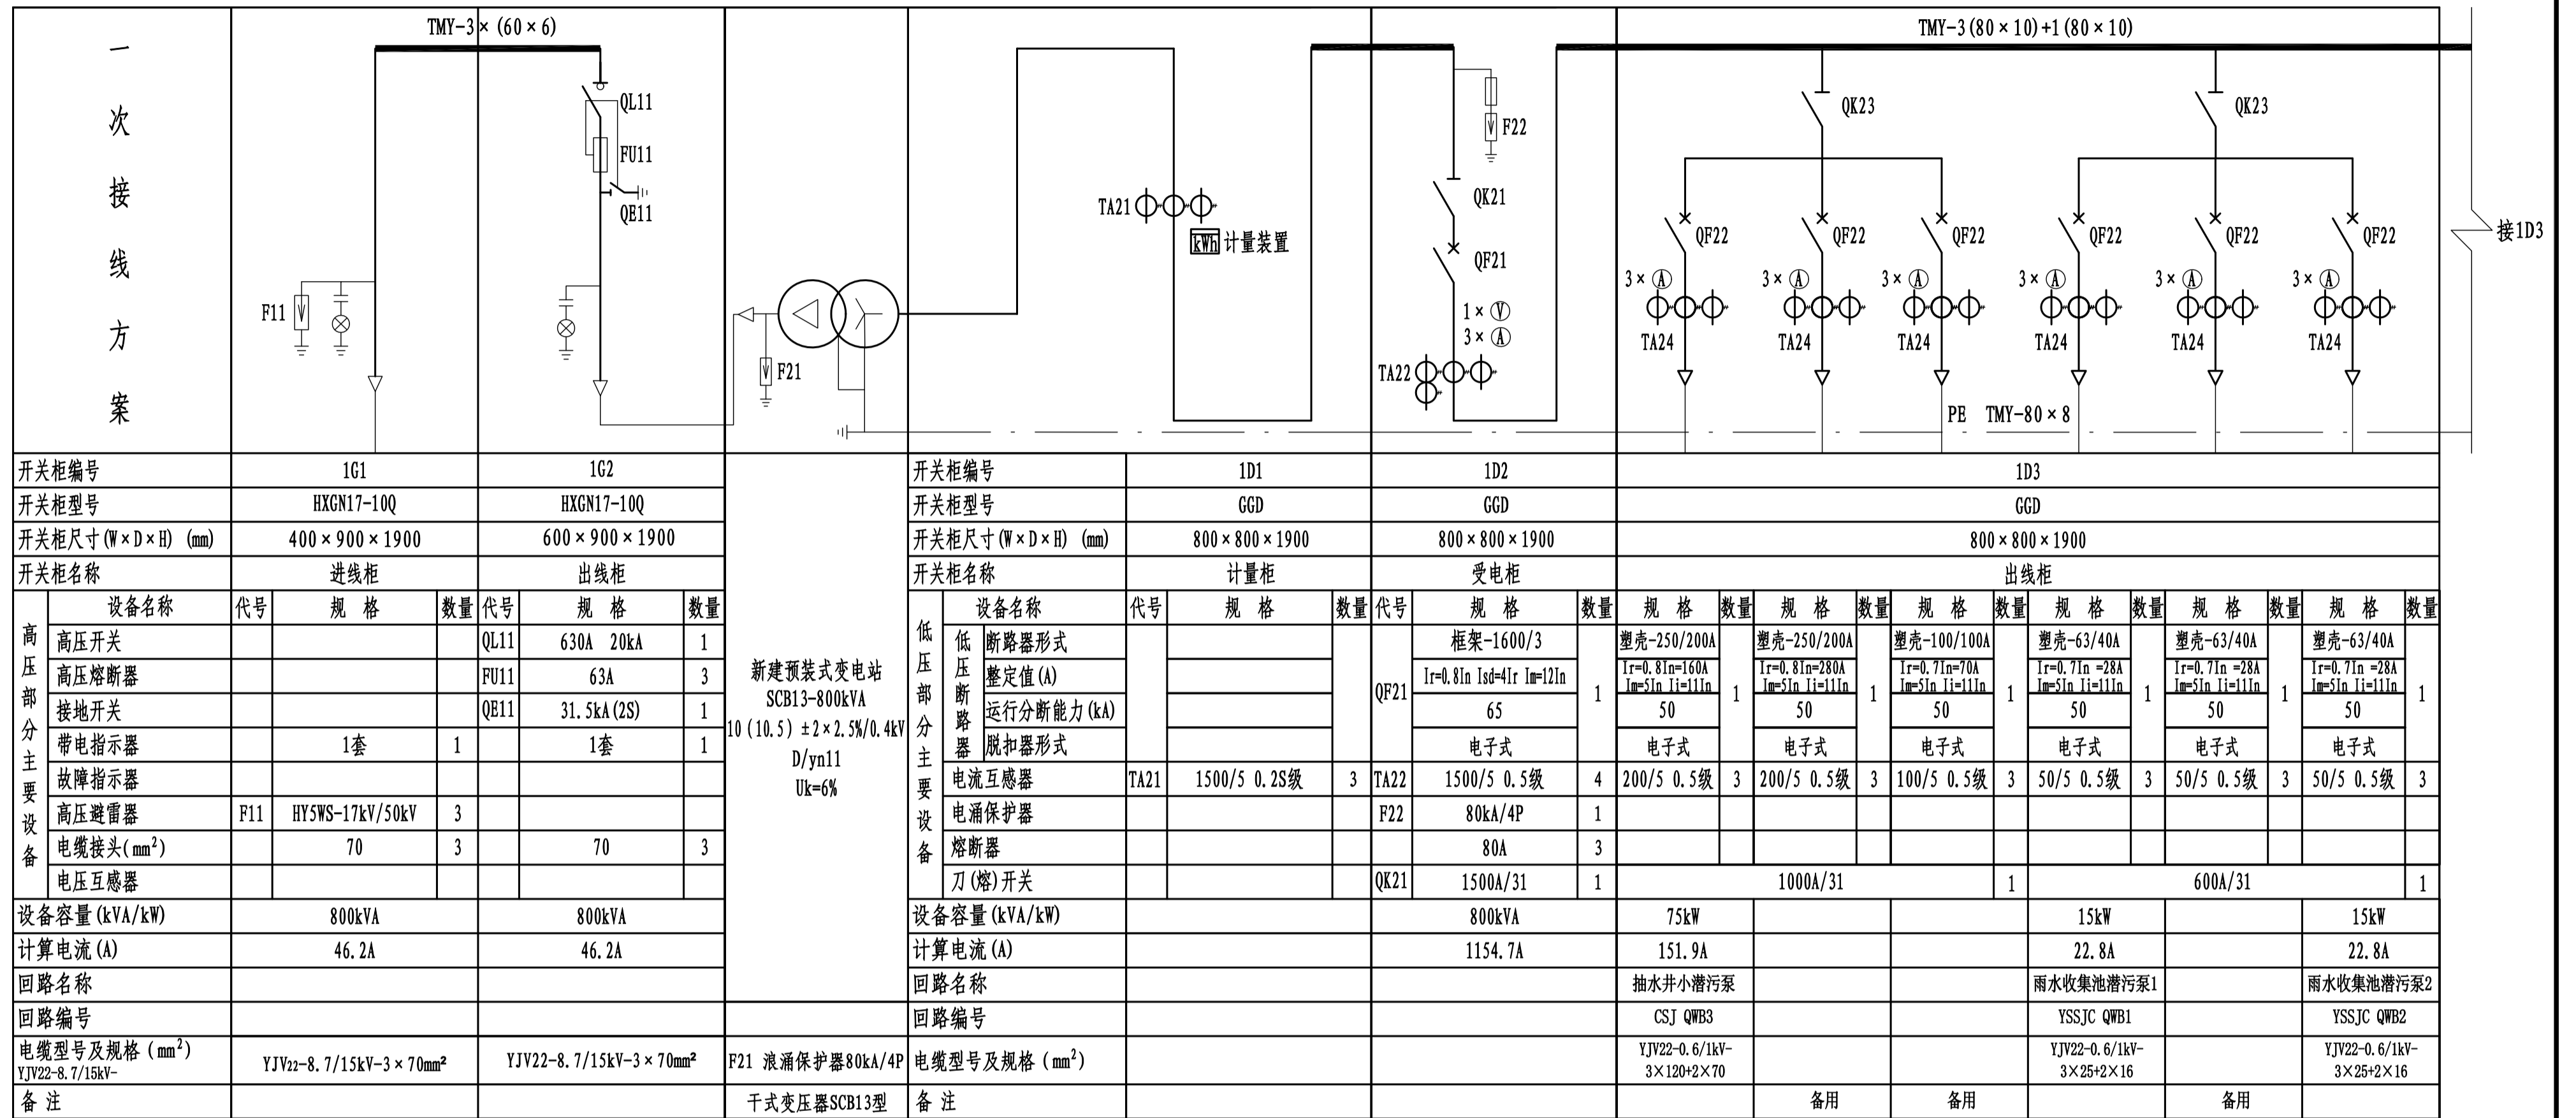 一次接线方案
TMY-3×(60×6)
TMY-3(80×10)+1(80×10)
QL11
FU11
QE11
F11
F21
TA21
kWh 计量装置
F22
QK21
QF21
1×Ⓥ
3×Ⓐ
TA22
QK23 QK23
QF22 QF22 QF22 QF22 QF22 QF22
3×Ⓐ 3×Ⓐ 3×Ⓐ 3×Ⓐ 3×Ⓐ 3×Ⓐ
TA24 TA24 TA24 TA24 TA24 TA24
接1D3
PE TMY-80×8
开关柜编号 1G1 1G2 开关柜编号 1D1 1D2 1D3
开关柜型号 HXGN17-10Q HXGN17-10Q 开关柜型号 GGD GGD GGD
开关柜尺寸(W×D×H) (mm) 400×900×1900 600×900×1900 开关柜尺寸(W×D×H) (mm) 800×800×1900 800×800×1900 800×800×1900
开关柜名称 进线柜 出线柜 开关柜名称 计量柜 受电柜 出线柜
高压部分主要设备
设备名称 代号 规 格 数量 代号 规 格 数量
高压开关 QL11 630A 20kA 1
高压熔断器 FU11 63A 3
接地开关 QE11 31.5kA(2S) 1
带电指示器 1套 1 1套 1
故障指示器
高压避雷器 F11 HY5WS-17kV/50kV 3
电缆接头(mm²) 70 3 70 3
电压互感器
设备容量(kVA/kW) 800kVA 800kVA
计算电流(A) 46.2A 46.2A
回路名称
回路编号
电缆型号及规格(mm²)
YJV22-8.7/15kV-
YJV22-8.7/15kV-3×70mm² YJV22-8.7/15kV-3×70mm²
备 注
新建预装式变电站
SCB13-800kVA
10(10.5)±2×2.5%/0.4kV
D/yn11
Uk=6%
F21 浪涌保护器80kA/4P
干式变压器SCB13型
低压部分主要设备
设备名称 代号 规 格 数量 代号 规 格 数量 规 格 数量 规 格 数量 规 格 数量 规 格 数量 规 格 数量 规 格 数量
低压断路器
断路器形式 框架-1600/3 塑壳-250/200A 塑壳-250/200A 塑壳-100/100A 塑壳-63/40A 塑壳-63/40A 塑壳-63/40A
整定值(A) Ir=0.8In Isd=4Ir Im=12In Ir=0.8In=160A Ir=0.8In=280A Ir=0.7In=70A Ir=0.7In =28A Ir=0.7In =28A Ir=0.7In =28A
Im=5In Ii=11In Im=5In Ii=11In Im=5In Ii=11In Im=5In Ii=11In Im=5In Ii=11In Im=5In Ii=11In
QF21 1 1 1 1 1 1 1
运行分断能力(kA) 65 50 50 50 50 50 50
脱扣器形式 电子式 电子式 电子式 电子式 电子式 电子式 电子式
电流互感器 TA21 1500/5 0.2S级 3 TA22 1500/5 0.5级 4 200/5 0.5级 3 200/5 0.5级 3 100/5 0.5级 3 50/5 0.5级 3 50/5 0.5级 3 50/5 0.5级 3
电涌保护器 F22 80kA/4P 1
熔断器 80A 3
刀(熔)开关 QK21 1500A/31 1 1000A/31 1 600A/31 1
设备容量(kVA/kW) 800kVA 75kW 15kW 15kW
计算电流(A) 1154.7A 151.9A 22.8A 22.8A
回路名称 抽水井小潜污泵 雨水收集池潜污泵1 雨水收集池潜污泵2
回路编号 CSJ QWB3 YSSJC QWB1 YSSJC QWB2
电缆型号及规格(mm²) YJV22-0.6/1kV- YJV22-0.6/1kV- YJV22-0.6/1kV-
3×120+2×70 3×25+2×16 3×25+2×16
备 注 备用 备用 备用